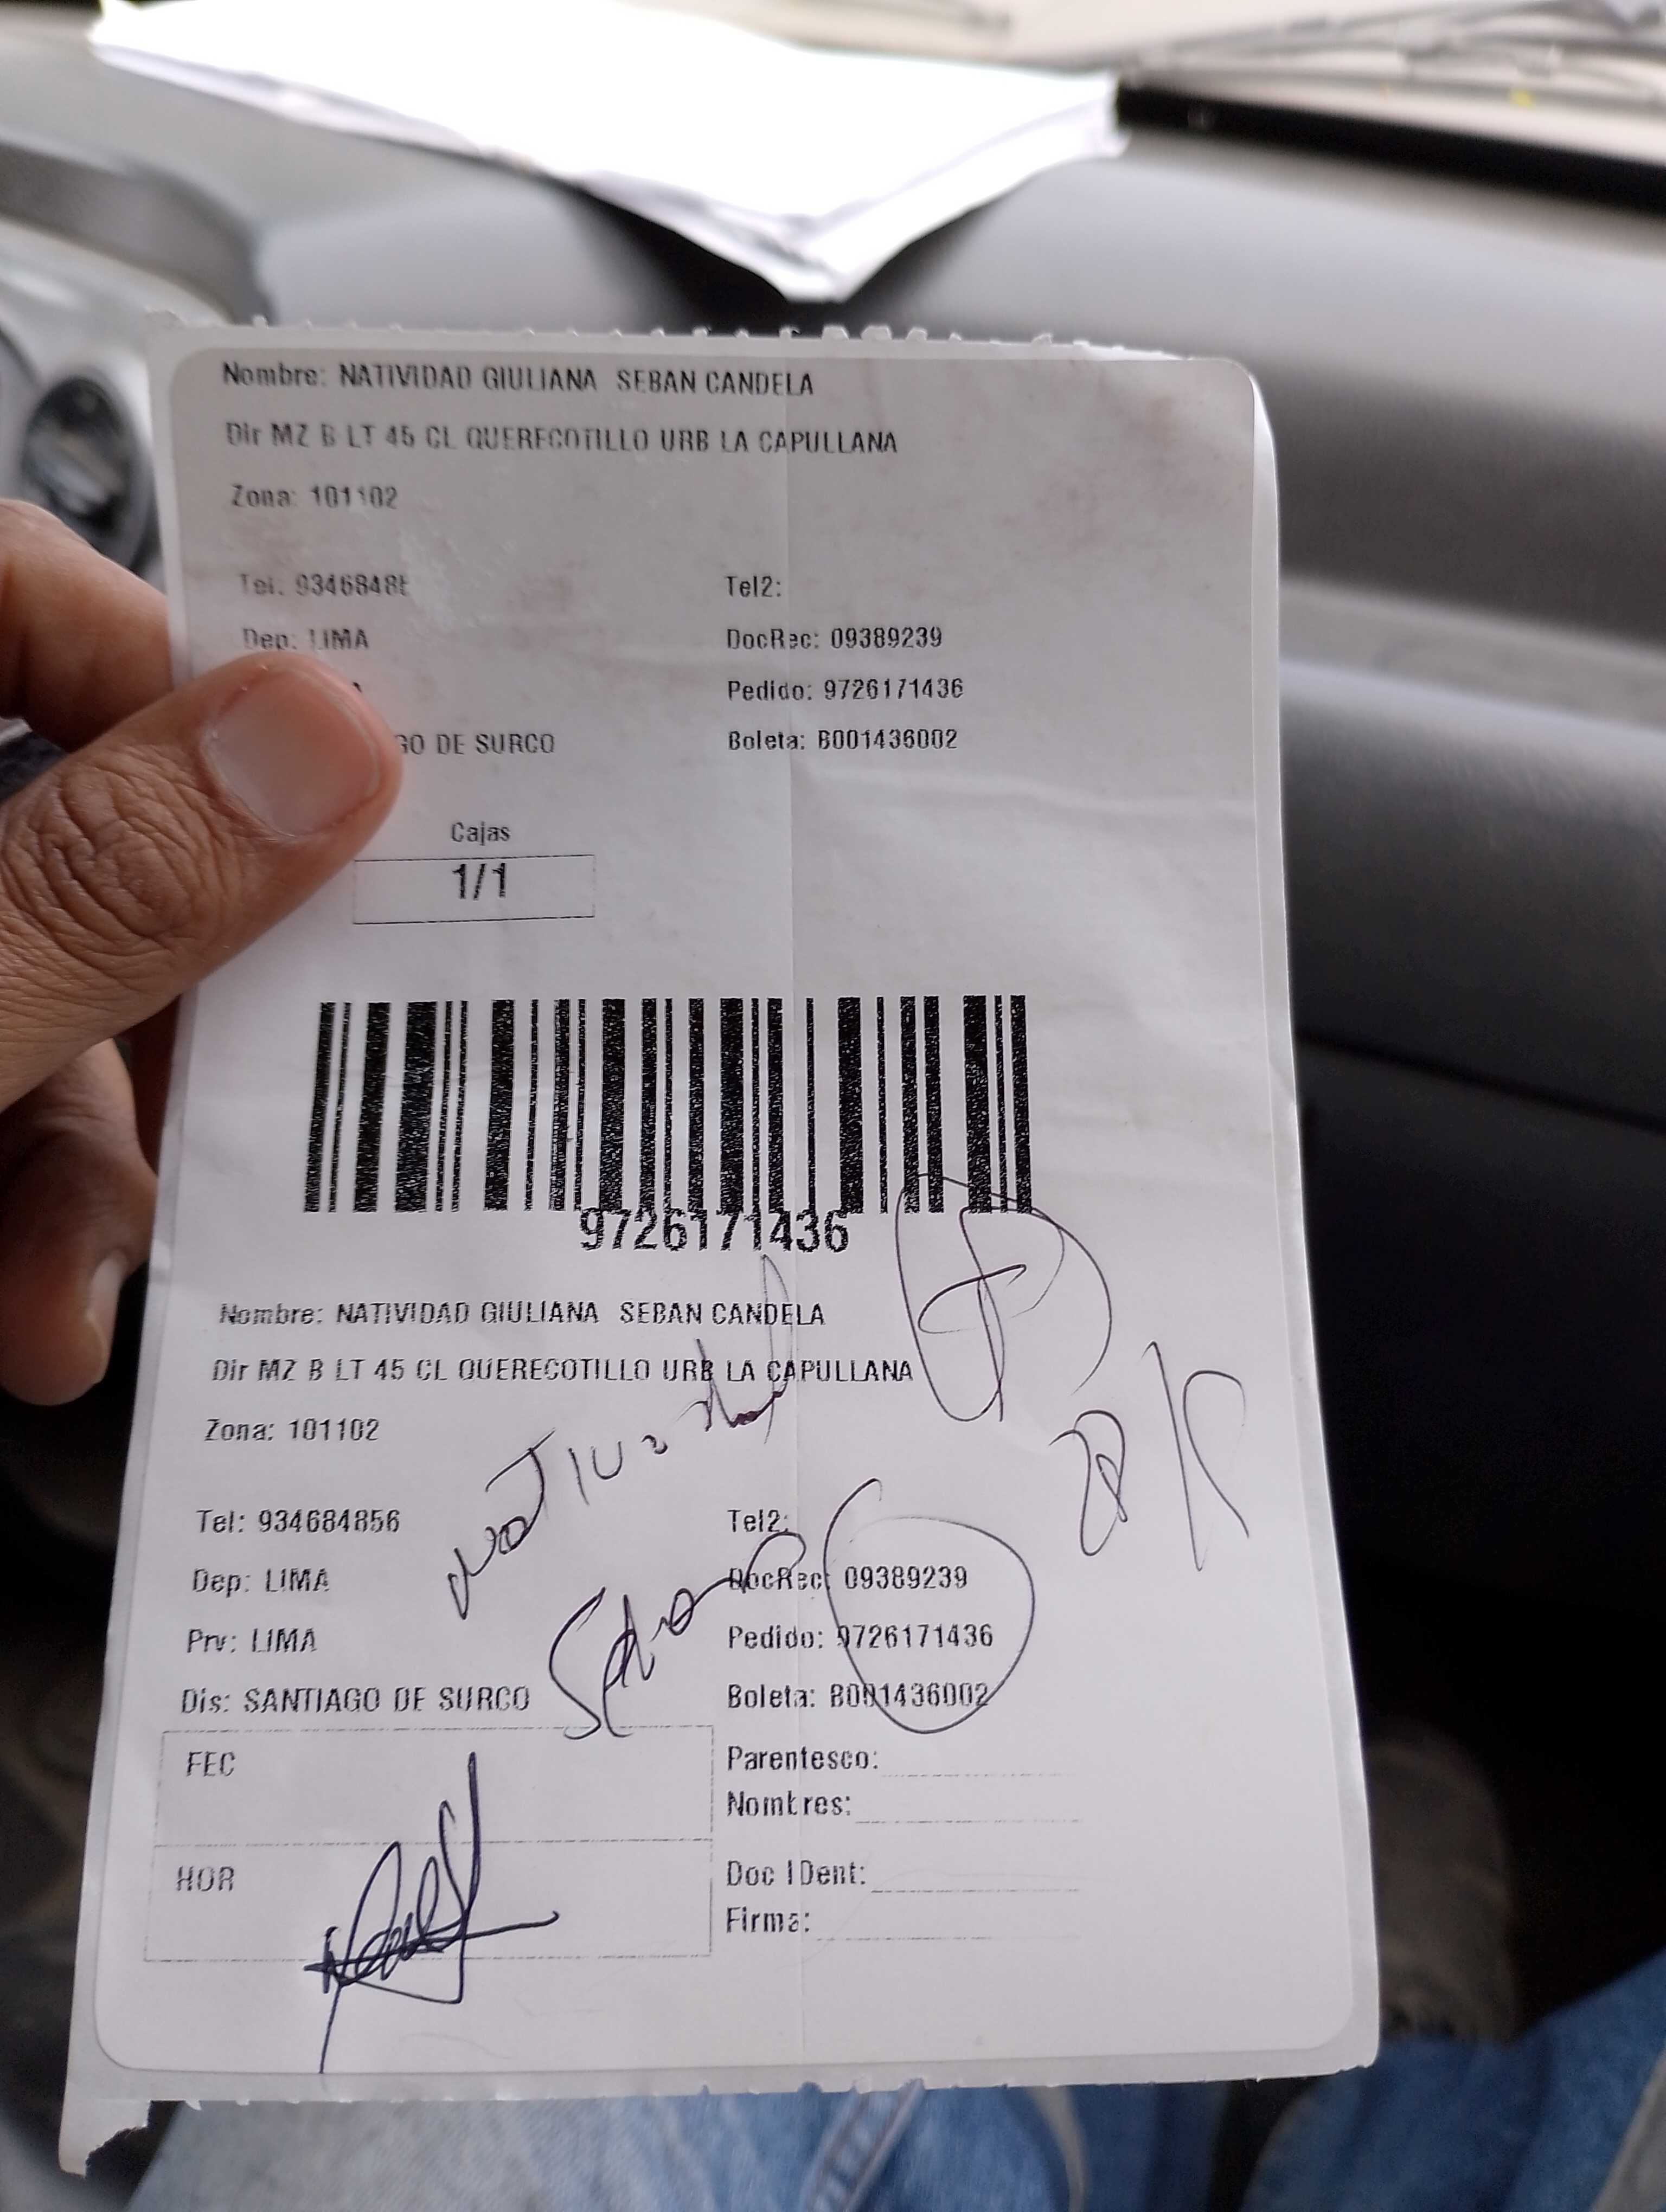 Nombre: NATIVIDAD GIULIANA SEBAN CANDELA
Dir MZ B LT 45 CL QUERECOTILLO URB LA CAPULLANA
Zona: 101102
Tel: 9346848
Tel2:
Dep: LIMA
DocRec: 09389239
Pedido: 9726171436
GO DE SURCO
Boleta: B001436002
Cajas
1/1
9726171436
Nombre: NATIVIDAD GIULIANA SEBAN CANDELA
Dir MZ B LT 45 CL QUERECOTILLO URB LA CAPULLANA
Zona: 101102
Tel: 934684856
Tel2:
Dep: LIMA
DocRec: 09389239
Prv: LIMA
Pedido: 9726171436
Dis: SANTIAGO DE SURCO
Boleta: B001436002
FEC
Parentesco:
Nombres:
HOR
Doc IDent:
Firma: